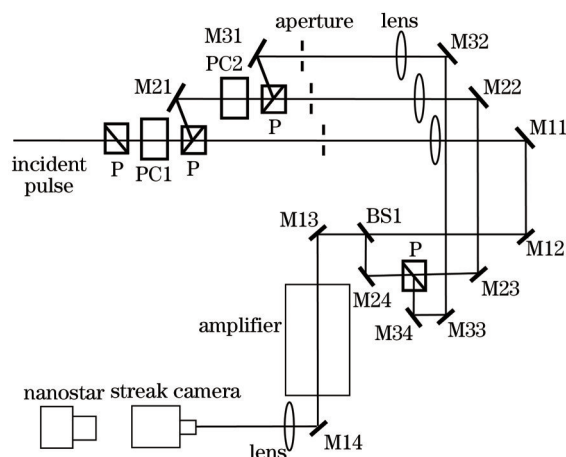 aperture
lens
M31
M32
PC2
M21
M22
P
M11
incident
pulse
P
PC1
P
M13
BS1
M12
P
M24
M23
M34
M33
amplifier
nanostar
streak camera
lens
M14